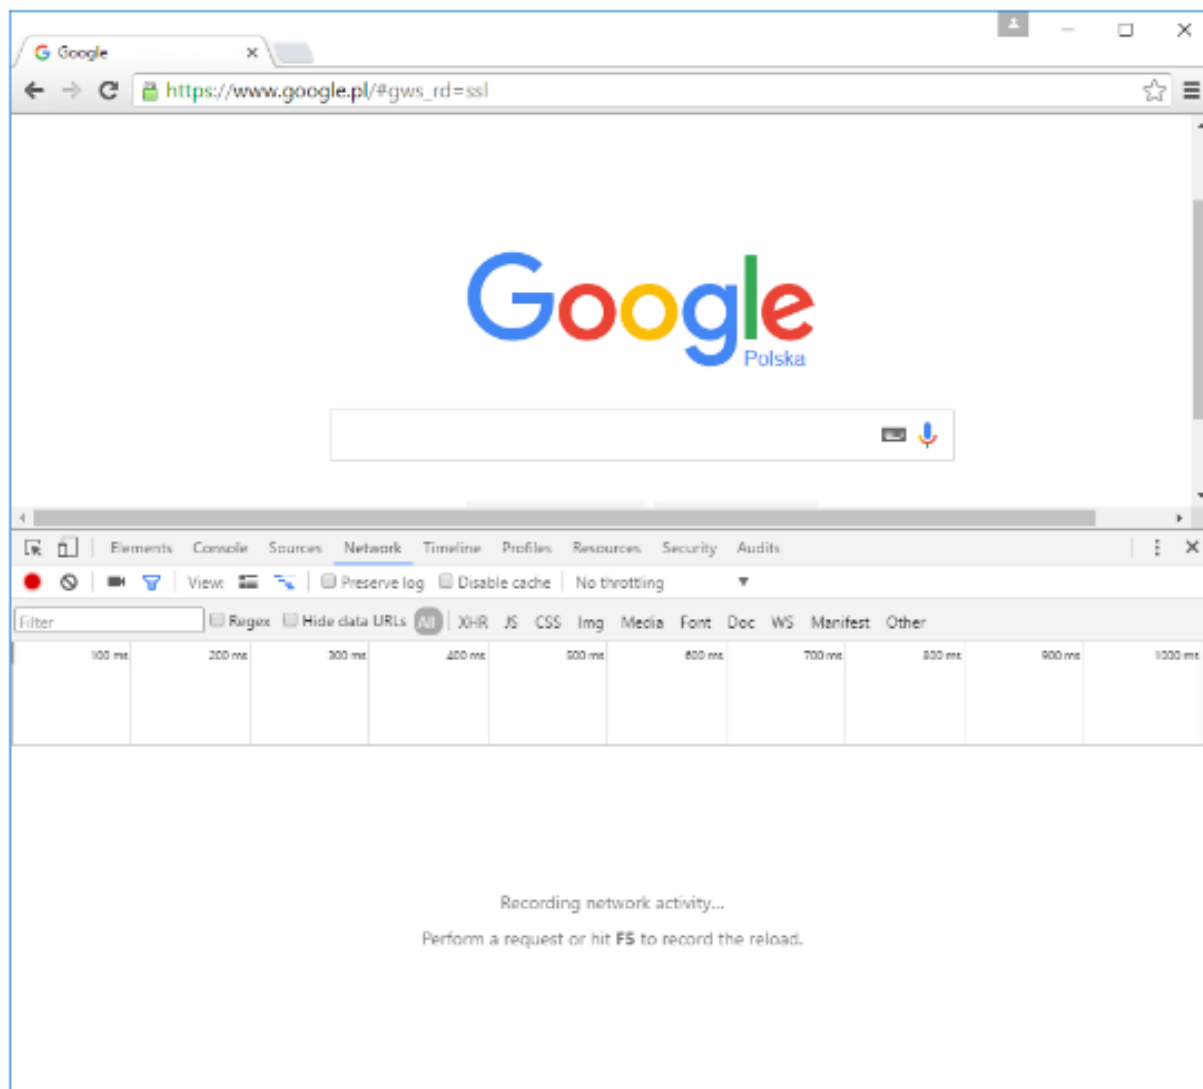 Google
https://www.google.pl/#gws_rd=ssl
Google
Polska
Elements Console Sources Network Timeline Profiles Resources Security Audits
View: Preserve log Disable cache No throttling
Filter Regex Hide data URLs All XHR JS CSS Img Media Font Doc WS Manifest Other
100 ms 200 ms 300 ms 400 ms 500 ms 600 ms 700 ms 800 ms 900 ms 1000 ms
Recording network activity...
Perform a request or hit F5 to record the reload.